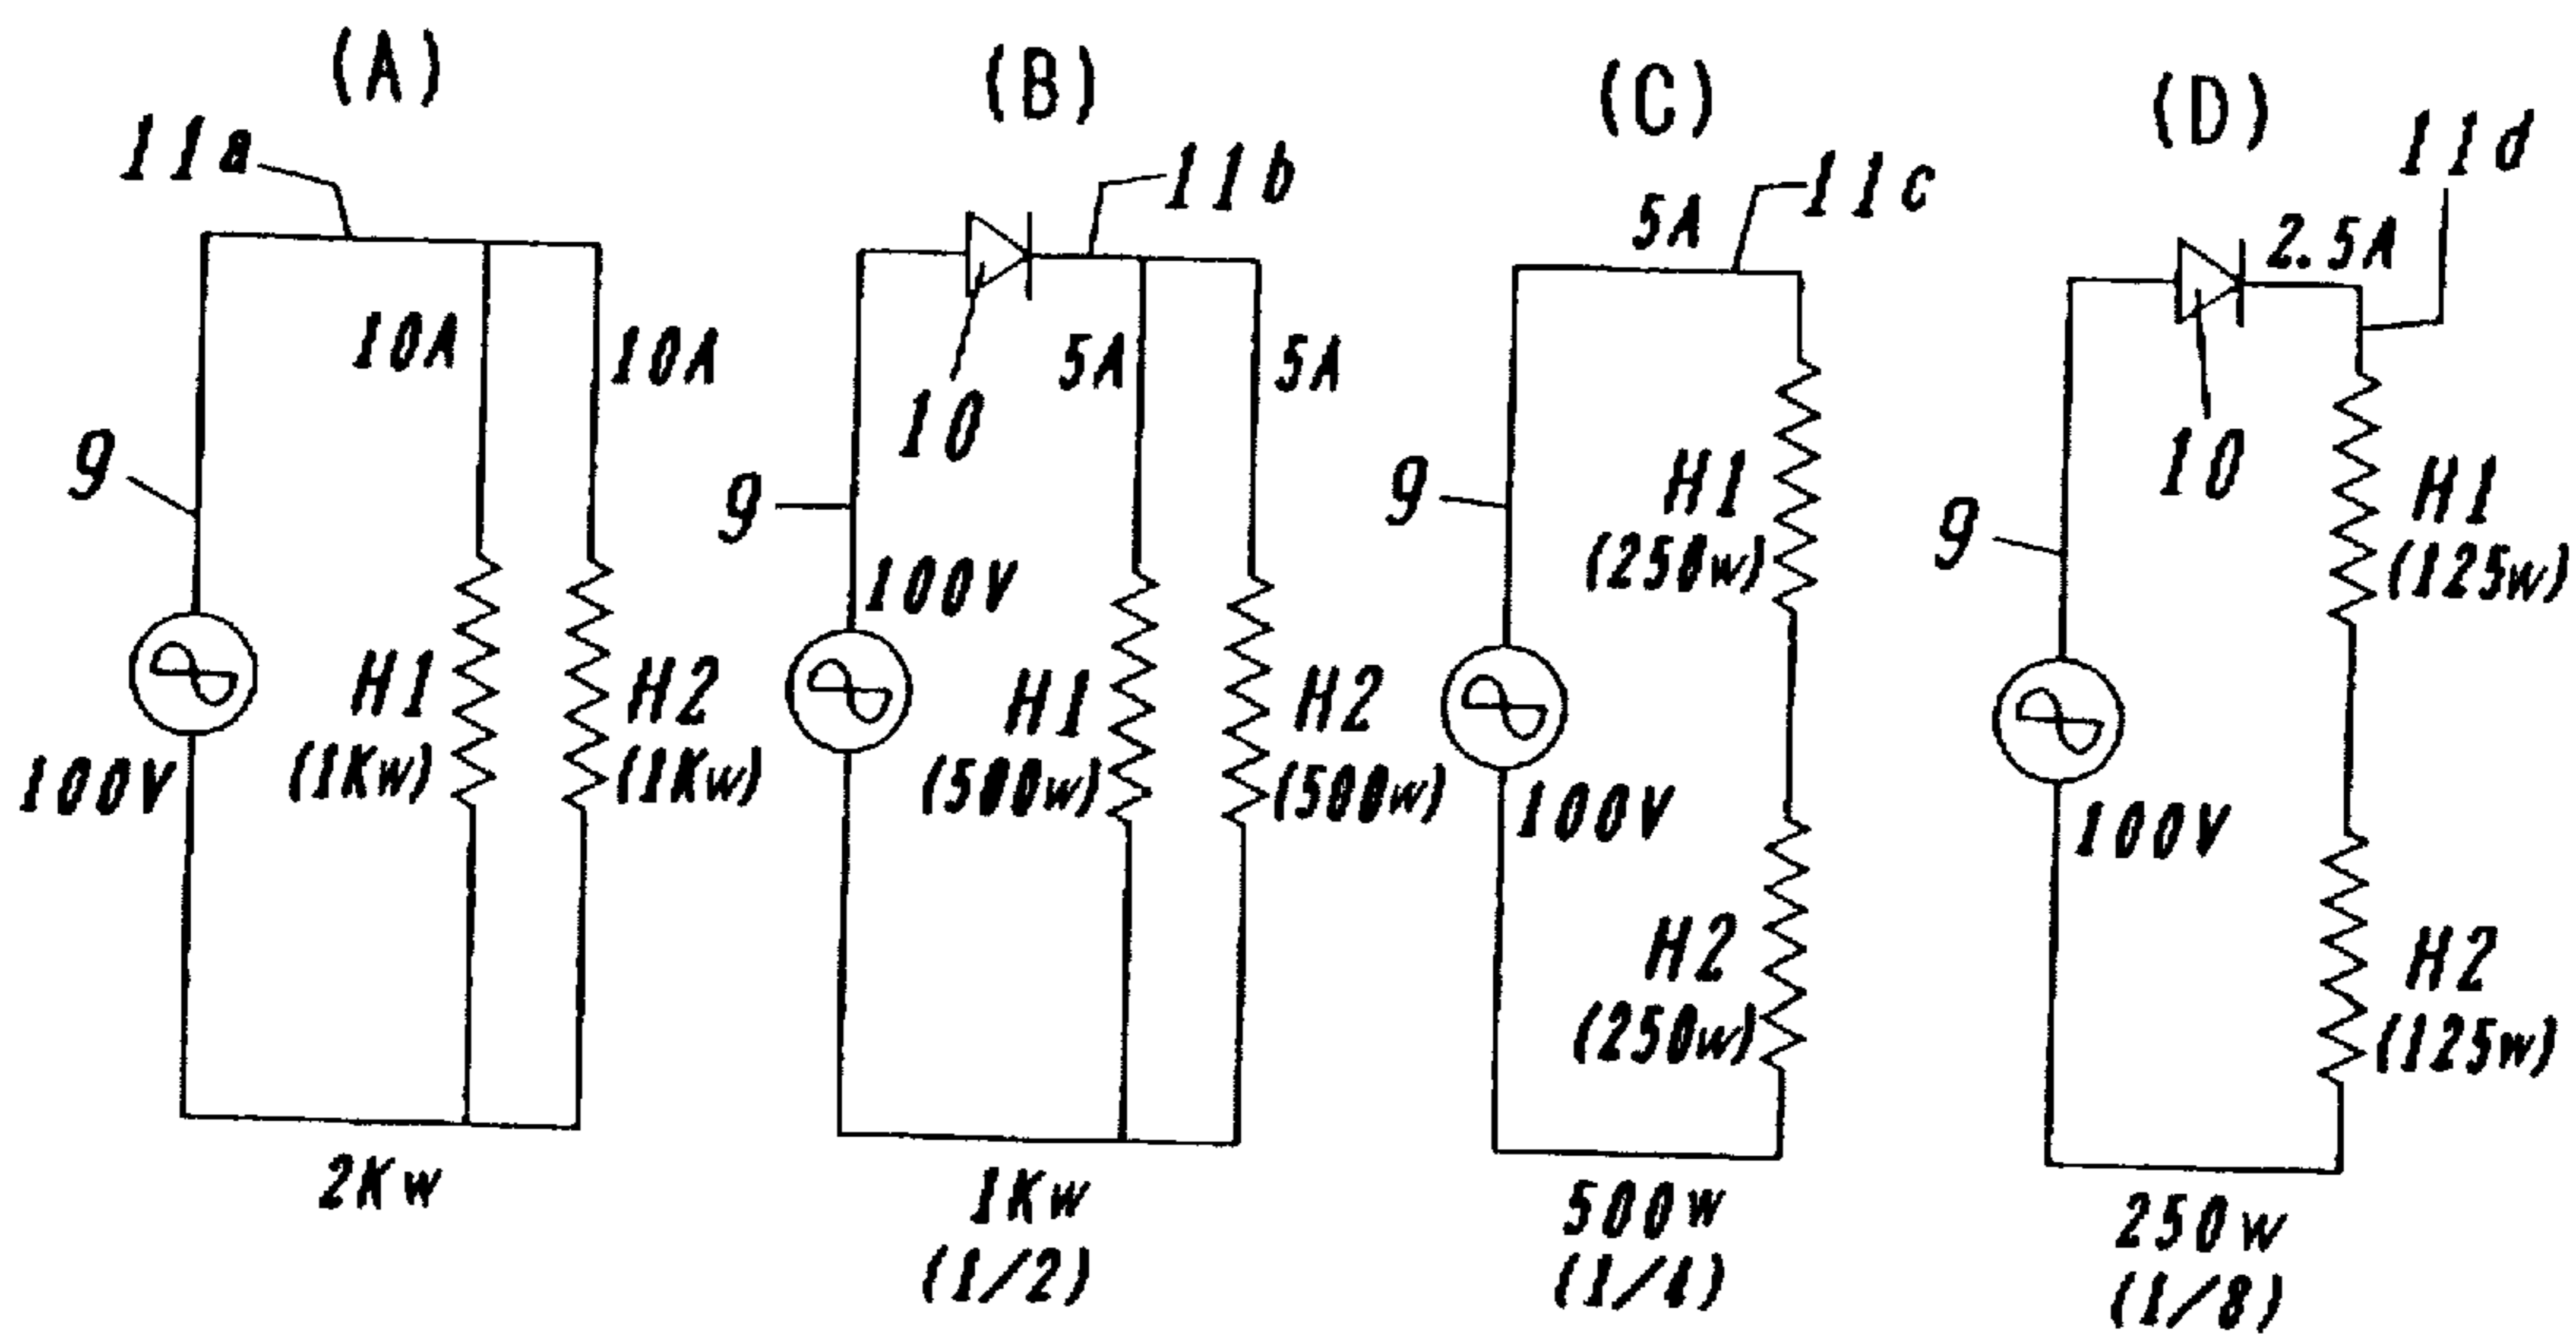 (A)
11a
10A
10A
9
H1
(1Kw)
H2
(1Kw)
100V
2Kw
(B)
11b
10
5A
5A
9
100V
H1
(500w)
H2
(500w)
1Kw
(1/2)
(C)
11c
5A
9
H1
(250w)
100V
H2
(250w)
500w
(1/4)
(D)
11d
2.5A
10
9
H1
(125w)
100V
H2
(125w)
250w
(1/8)